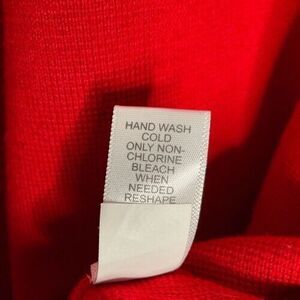 HAND WASH
COLD
ONLY NON-
CHLORINE
BLEACH
WHEN
NEEDED
RESHAPE